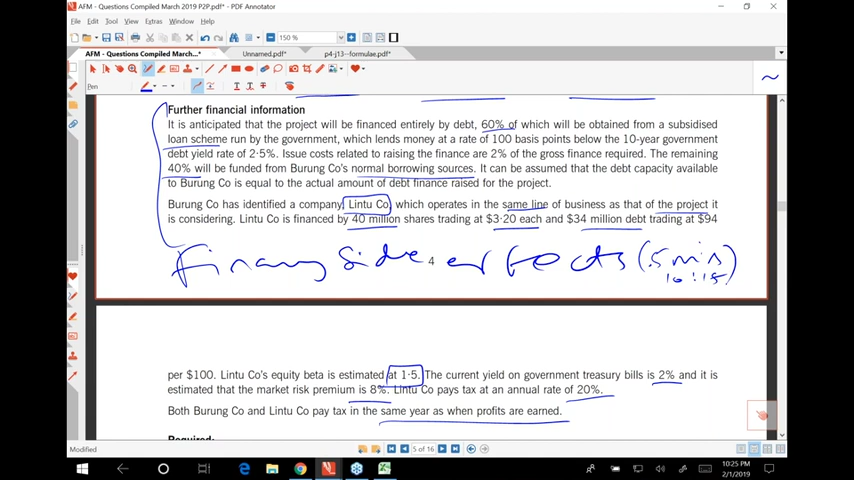 AFM - Questions Compiled March 2019 P2P.pdf* - PDF Annotator
File Edit View Tool Insert Extras Window Help
150 %
AFM - Questions Compiled March...* Unnamed.pdf* p4-j13--formulae.pdf*
Pen
Further financial information
It is anticipated that the project will be financed entirely by debt, 60% of which will be obtained from a subsidised
loan scheme run by the government, which lends money at a rate of 100 basis points below the 10-year government
debt yield rate of 2·5%. Issue costs related to raising the finance are 2% of the gross finance required. The remaining
40% will be funded from Burung Co's normal borrowing sources. It can be assumed that the debt capacity available
to Burung Co is equal to the actual amount of debt finance raised for the project.
Burung Co has identified a company, Lintu Co, which operates in the same line of business as that of the project it
is considering. Lintu Co is financed by 40 million shares trading at $3·20 each and $34 million debt trading at $94
4
side
per $100. Lintu Co's equity beta is estimated at 1·5. The current yield on government treasury bills is 2% and it is
estimated that the market risk premium is 8%. Lintu Co pays tax at an annual rate of 20%.
Both Burung Co and Lintu Co pay tax in the same year as when profits are earned.
Required:
Modified
5 of 16
10:25 PM
2/1/2019